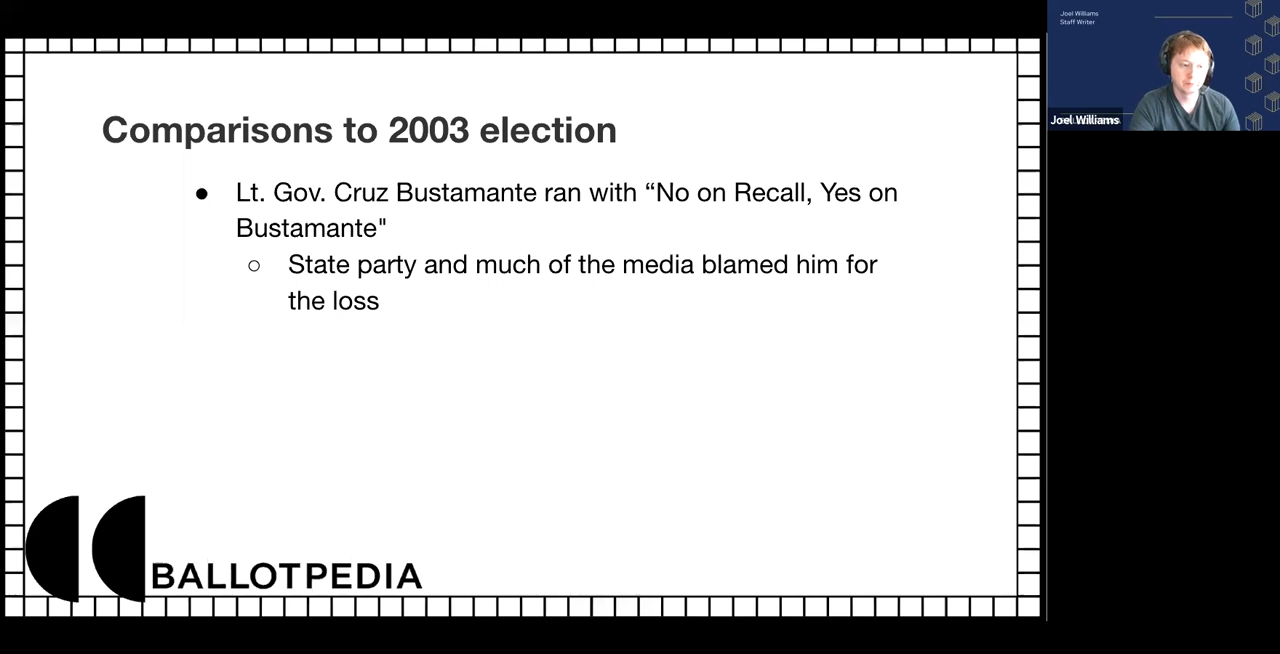 Joel Williams
Staff Writer
Joel Williams
Comparisons to 2003 election
● Lt. Gov. Cruz Bustamante ran with “No on Recall, Yes on
Bustamante"
○ State party and much of the media blamed him for
the loss
BALLOTPEDIA